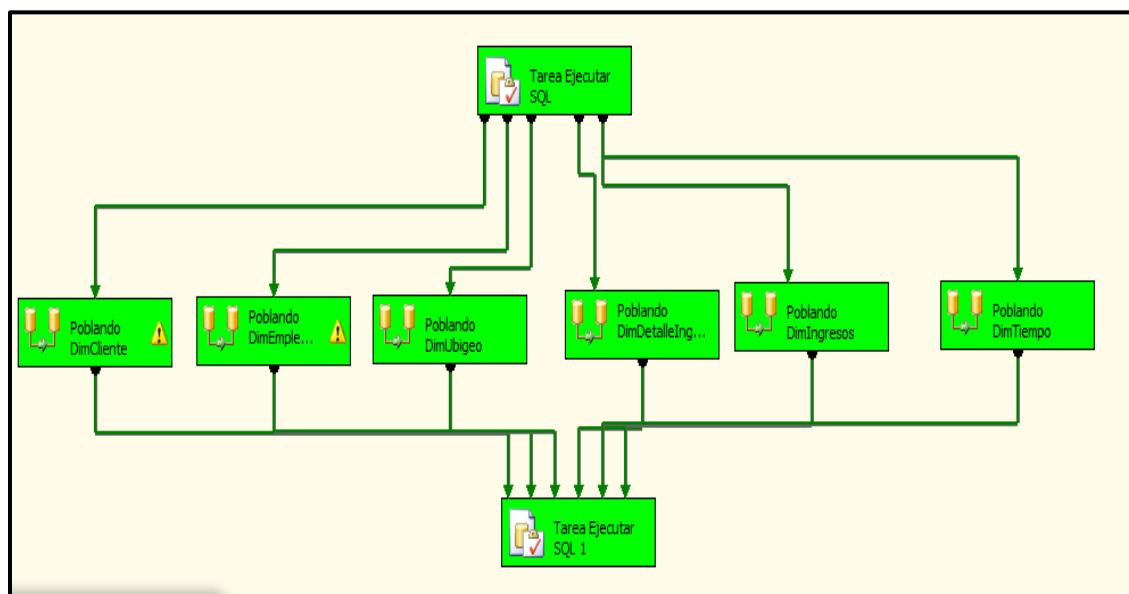 Tarea Ejecutar
SQL
Poblando
DimCliente
Poblando
DimEmple...
Poblando
DimUbigeo
Poblando
DimDetalleIng...
Poblando
DimIngresos
Poblando
DimTiempo
Tarea Ejecutar
SQL 1